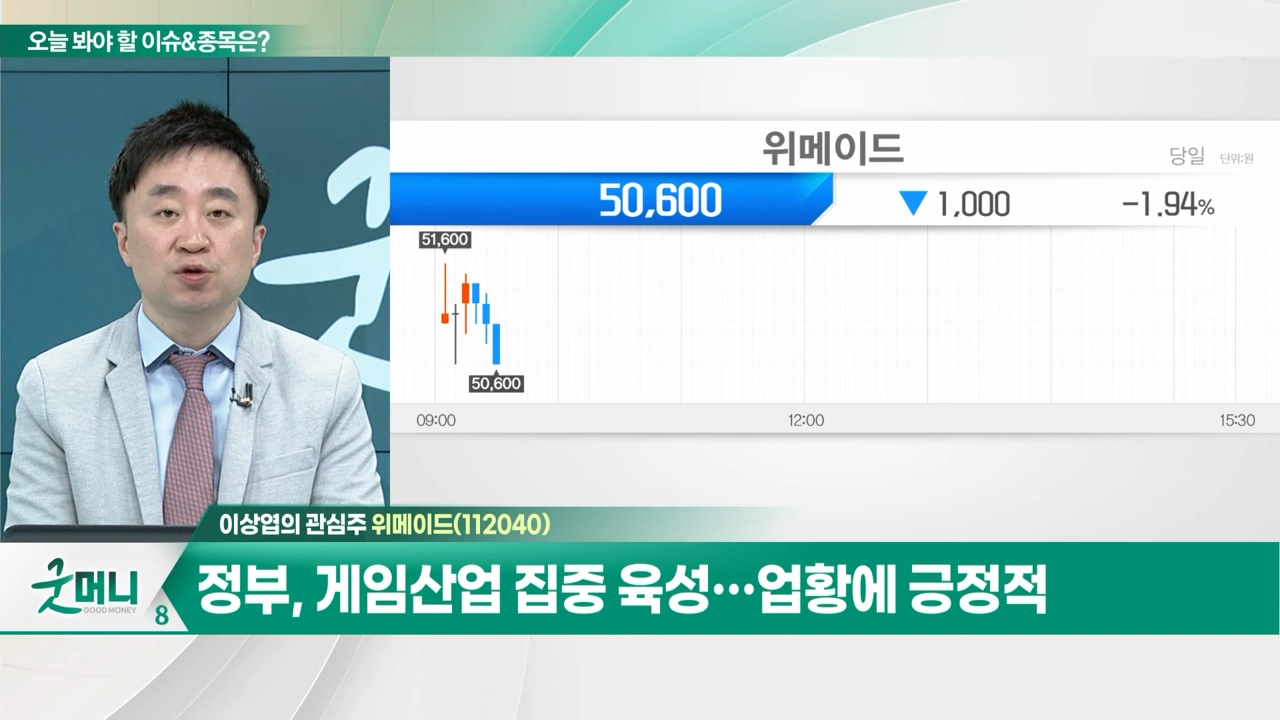 오늘 봐야 할 이슈&종목은?
위메이드
당일 단위:원
50,600 ▼ 1,000 -1.94%
51,600
50,600
09:00 12:00 15:30
이상엽의 관심주 위메이드(112040)
굿머니
GOOD MONEY
8
정부, 게임산업 집중 육성…업황에 긍정적